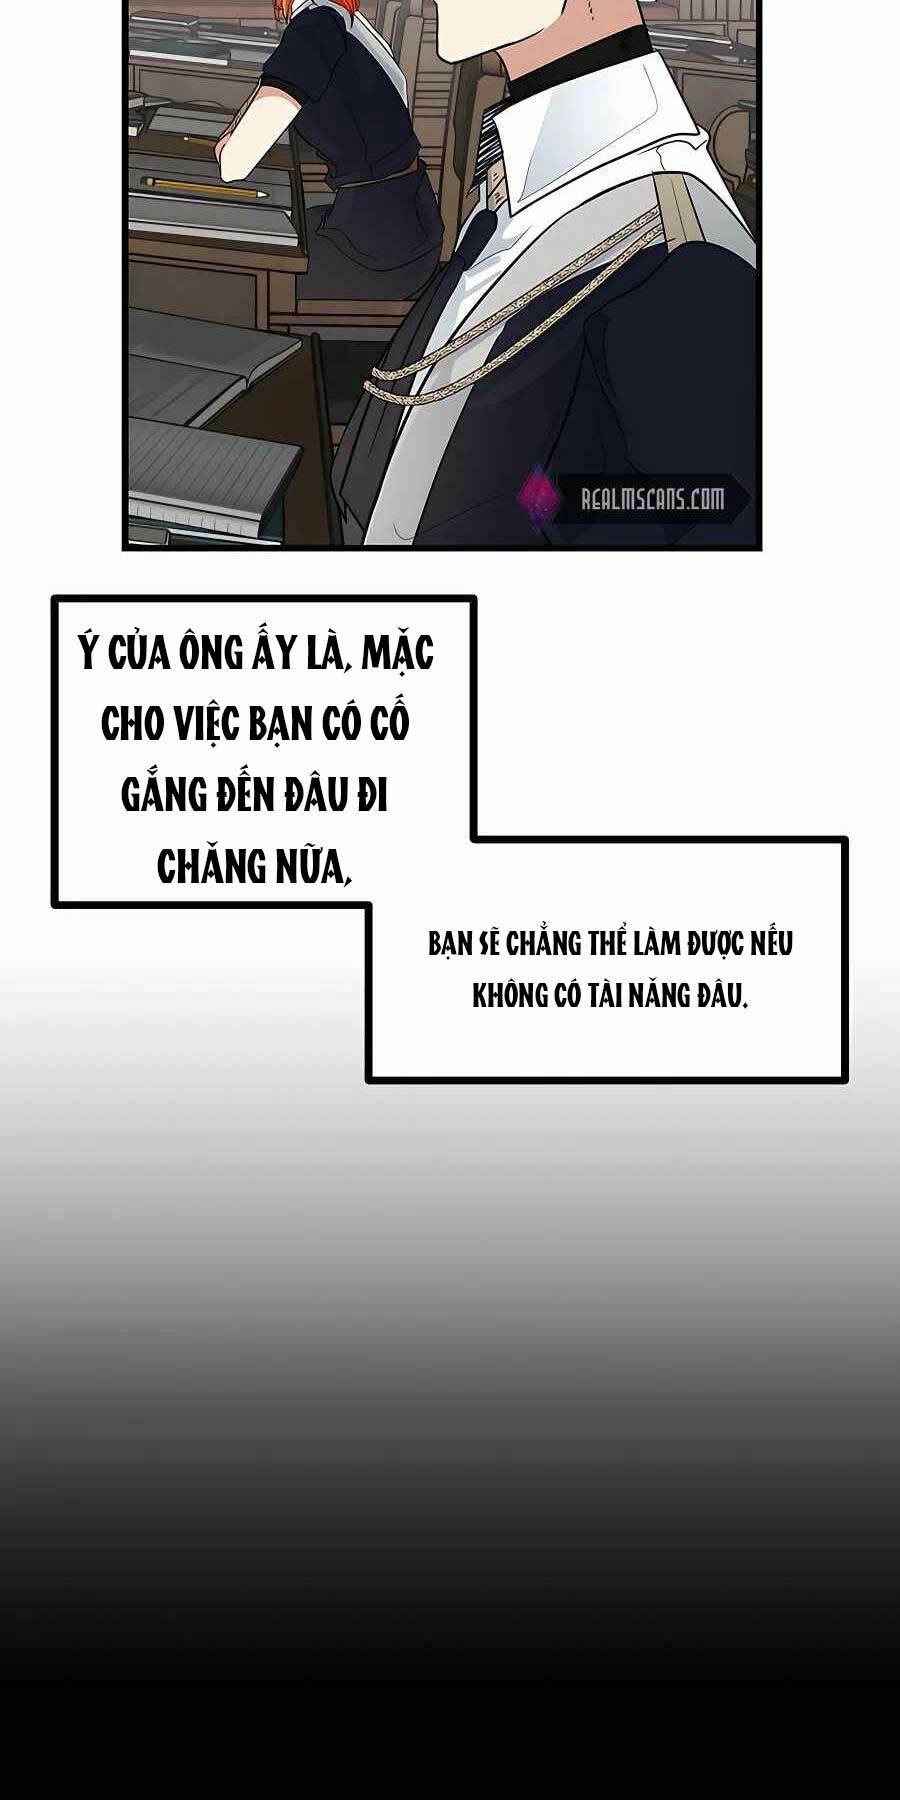 REALMSCANS.COM
Ý CỦA ÔNG ẤY LÀ, MẶC
CHO VIỆC BẠN CÓ CỐ
GẮNG ĐẾN ĐÂU ĐI
CHĂNG NỮA,
BẠN SẼ CHẲNG THỂ LÀM ĐƯỢC NẾU
KHÔNG CÓ TÀI NĂNG ĐÂU.